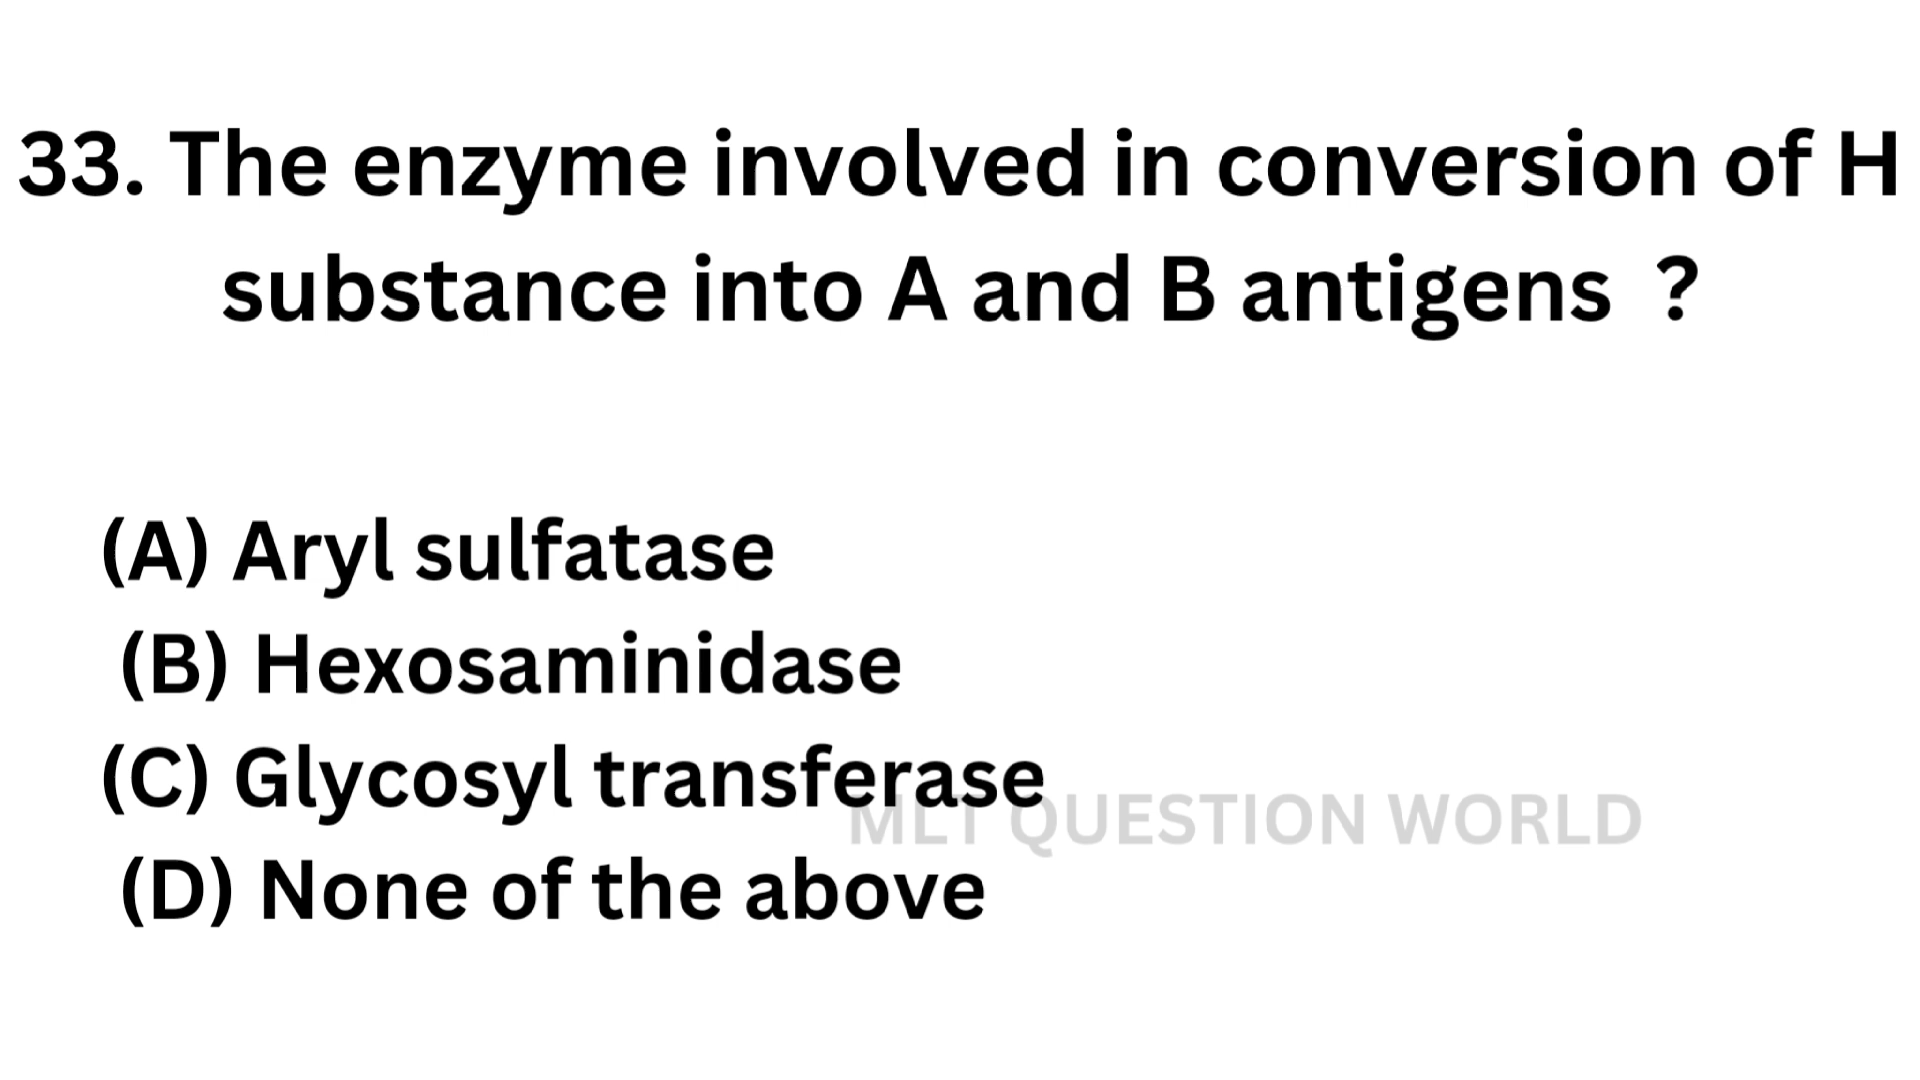 33. The enzyme involved in conversion of H
substance into A and B antigens ?
(A) Aryl sulfatase
(B) Hexosaminidase
(C) Glycosyl transferase
MLT QUESTION WORLD
(D) None of the above